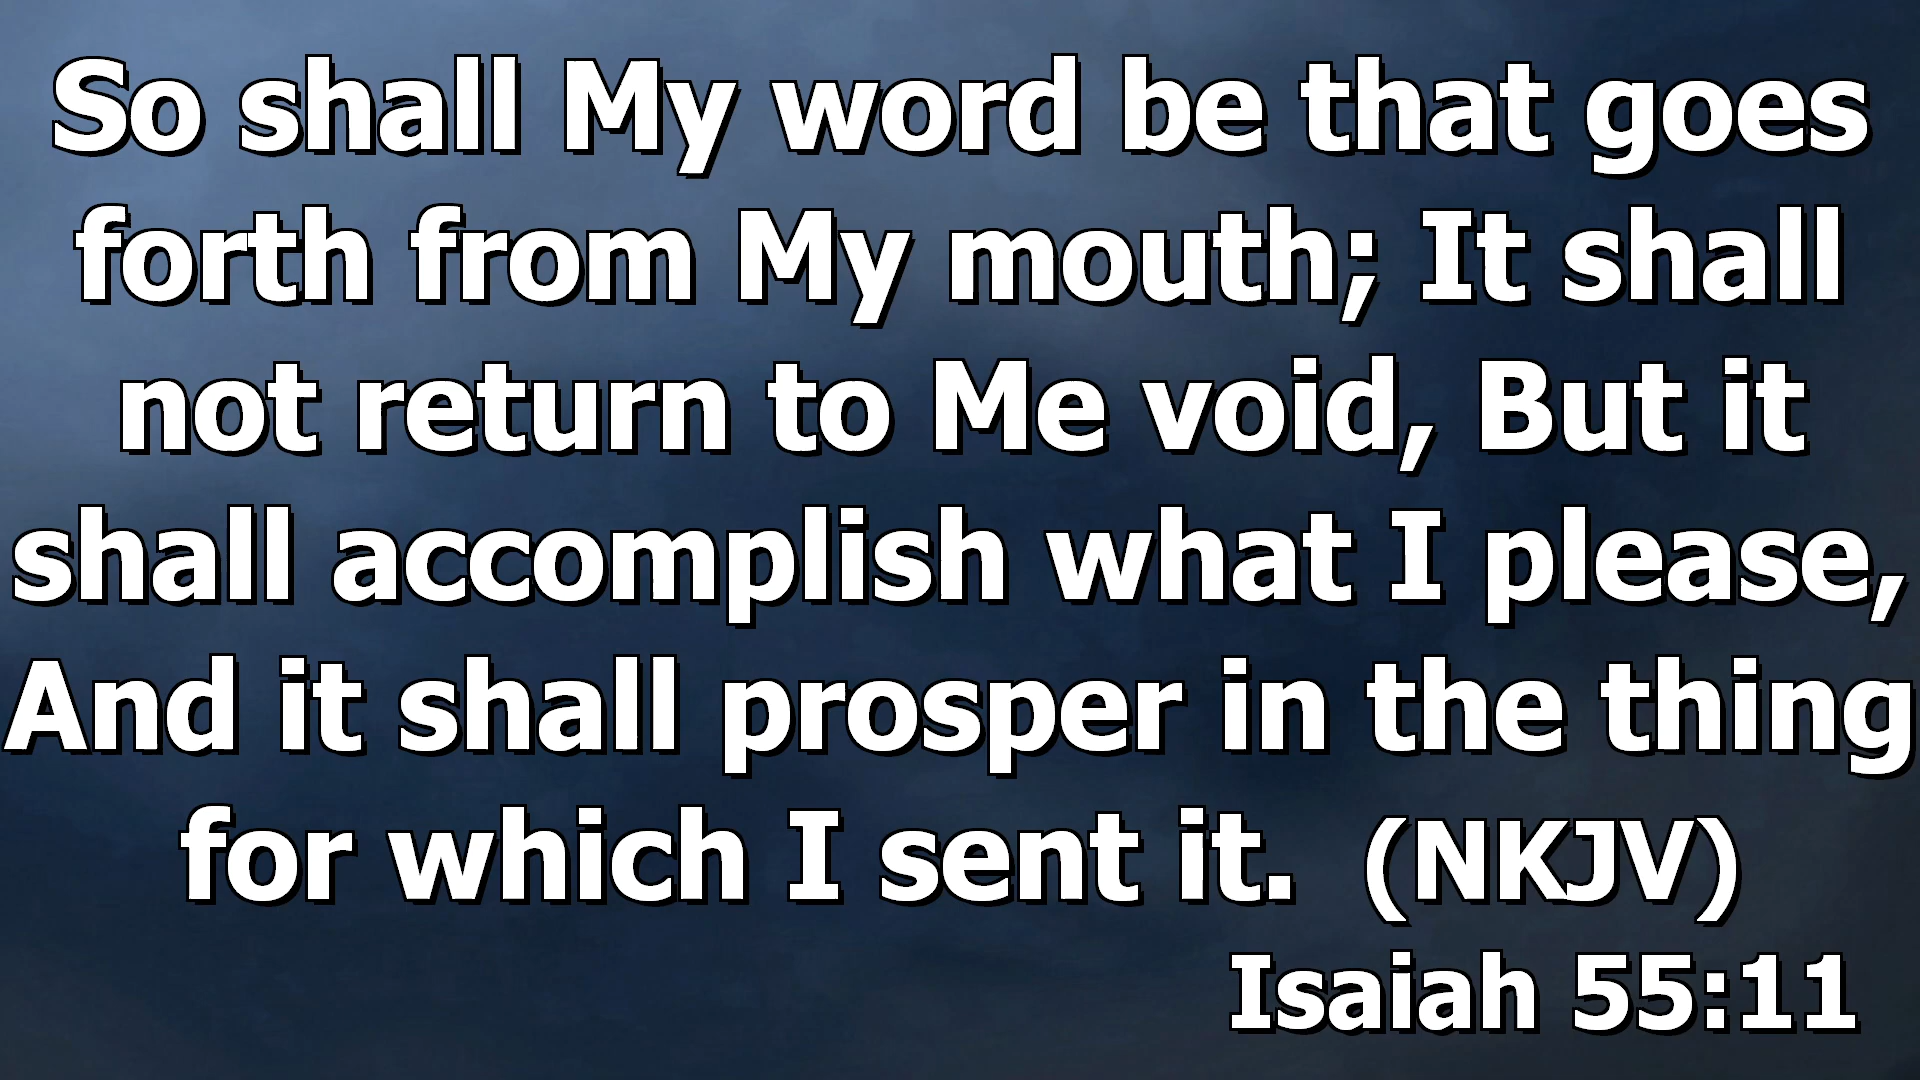 So shall My word be that goes
forth from My mouth; It shall
not return to Me void, But it
shall accomplish what I please,
And it shall prosper in the thing
for which I sent it. (NKJV)
Isaiah 55:11